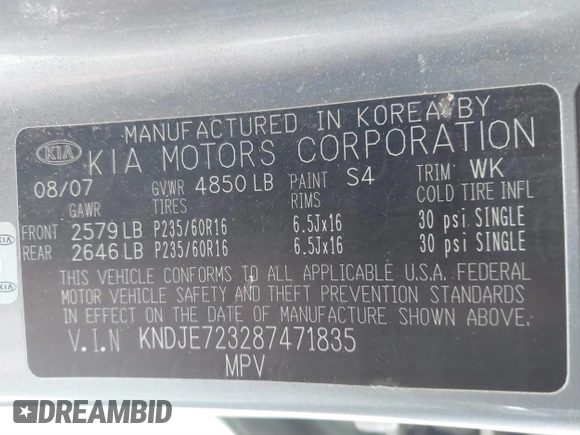 MANUFACTURED IN KOREA BY
KIA KIA MOTORS CORPORATION
08/07 GVWR 4850 LB PAINT S4 TRIM WK
GAWR RIMS COLD TIRE INFL
FRONT 2579 LB P235/60R16 6.5Jx16 30 psi SINGLE
REAR 2646 LB P235/60R16 6.5Jx16 30 psi SINGLE
THIS VEHICLE CONFORMS TO ALL APPLICABLE U.S.A. FEDERAL
MOTOR VEHICLE SAFETY AND THEFT PREVENTION STANDARDS
IN EFFECT ON THE DATE OF MANUFACTURE SHOWN ABOVE.
V.I.N KNDJE723287471835
MPV
KIA
DREAMBID